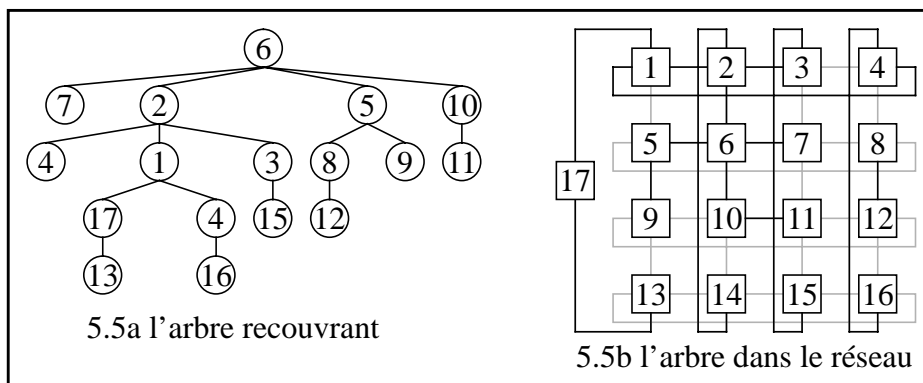 6
7 2 5 10
4 1 3 8 9 11
17 4 15 12
13 16
5.5a l'arbre recouvrant
1 2 3 4
5 6 7 8
17
9 10 11 12
13 14 15 16
5.5b l'arbre dans le réseau